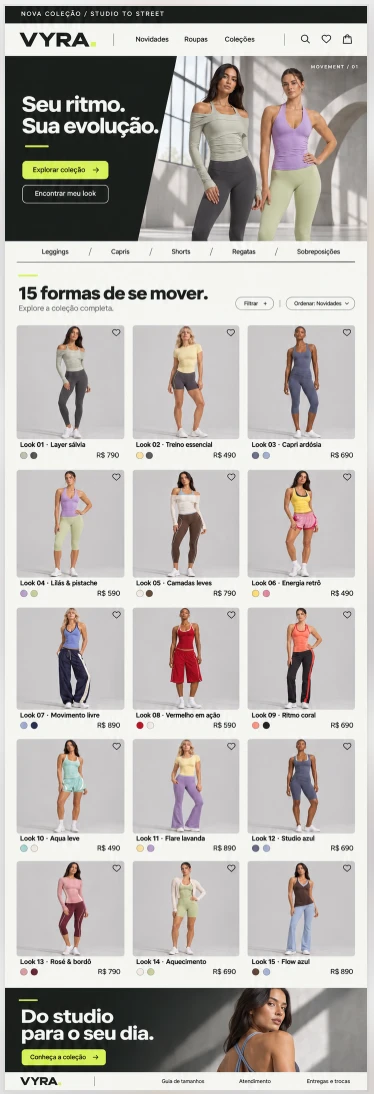 NOVA COLEÇÃO / STUDIO TO STREET
VYRA.
Novidades Roupas Coleções
MOVEMENT / 01
Seu ritmo.
Sua evolução.
Explorar coleção →
Encontrar meu look
Leggings / Capris / Shorts / Regatas / Sobreposições
15 formas de se mover.
Explore a coleção completa.
Filtrar + | Ordenar: Novidades
Look 01 · Layer sálvia
R$ 790
Look 02 · Treino essencial
R$ 490
Look 03 · Capri ardósia
R$ 690
Look 04 · Lilás & pistache
R$ 590
Look 05 · Camadas leves
R$ 790
Look 06 · Energia retrô
R$ 490
Look 07 · Movimento livre
R$ 890
Look 08 · Vermelho em ação
R$ 590
Look 09 · Ritmo coral
R$ 690
Look 10 · Aqua leve
R$ 490
Look 11 · Flare lavanda
R$ 890
Look 12 · Studio azul
R$ 690
Look 13 · Rosé & bordô
R$ 790
Look 14 · Aquecimento
R$ 690
Look 15 · Flow azul
R$ 890
Do studio
para o seu dia.
Conheça a coleção →
VYRA.
Guia de tamanhos Atendimento Entregas e trocas